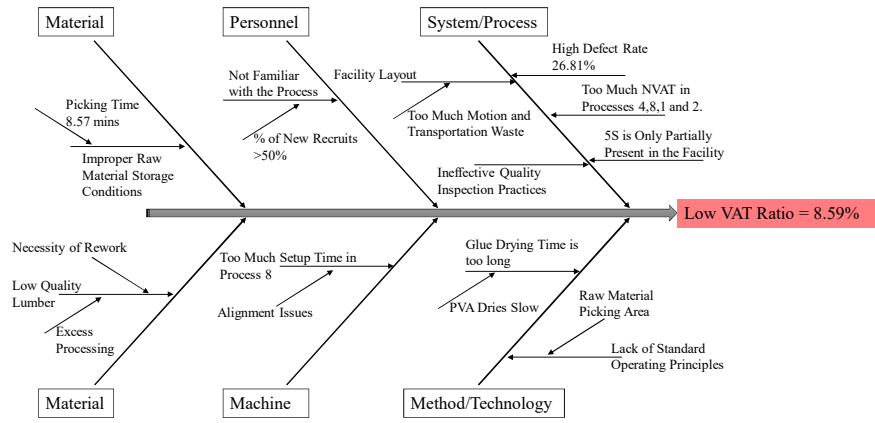 Material
Personnel
System/Process
High Defect Rate
26.81%
Not Familiar
with the Process
Facility Layout
Picking Time
8.57 mins
Too Much NVAT in
Processes 4,8,1 and 2.
Too Much Motion and
Transportation Waste
% of New Recruits
>50%
5S is Only Partially
Present in the Facility
Improper Raw
Material Storage
Conditions
Ineffective Quality
Inspection Practices
Low VAT Ratio = 8.59%
Necessity of Rework
Too Much Setup Time in
Process 8
Glue Drying Time is
too long
Low Quality
Lumber
Alignment Issues
PVA Dries Slow
Raw Material
Picking Area
Excess
Processing
Lack of Standard
Operating Principles
Material
Machine
Method/Technology